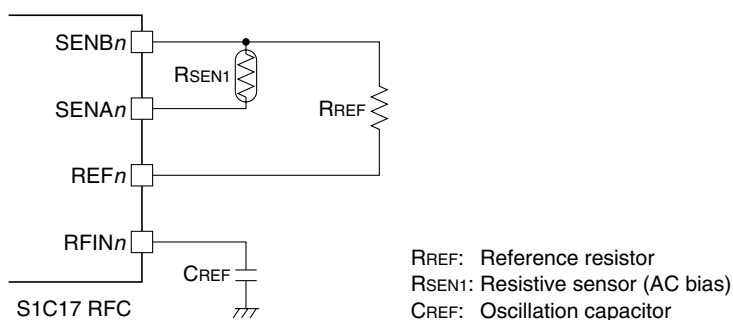 SENBn
RSEN1
SENAn
RREF
REFn
RFINn
CREF
RREF: Reference resistor
RSEN1: Resistive sensor (AC bias)
CREF: Oscillation capacitor
S1C17 RFC